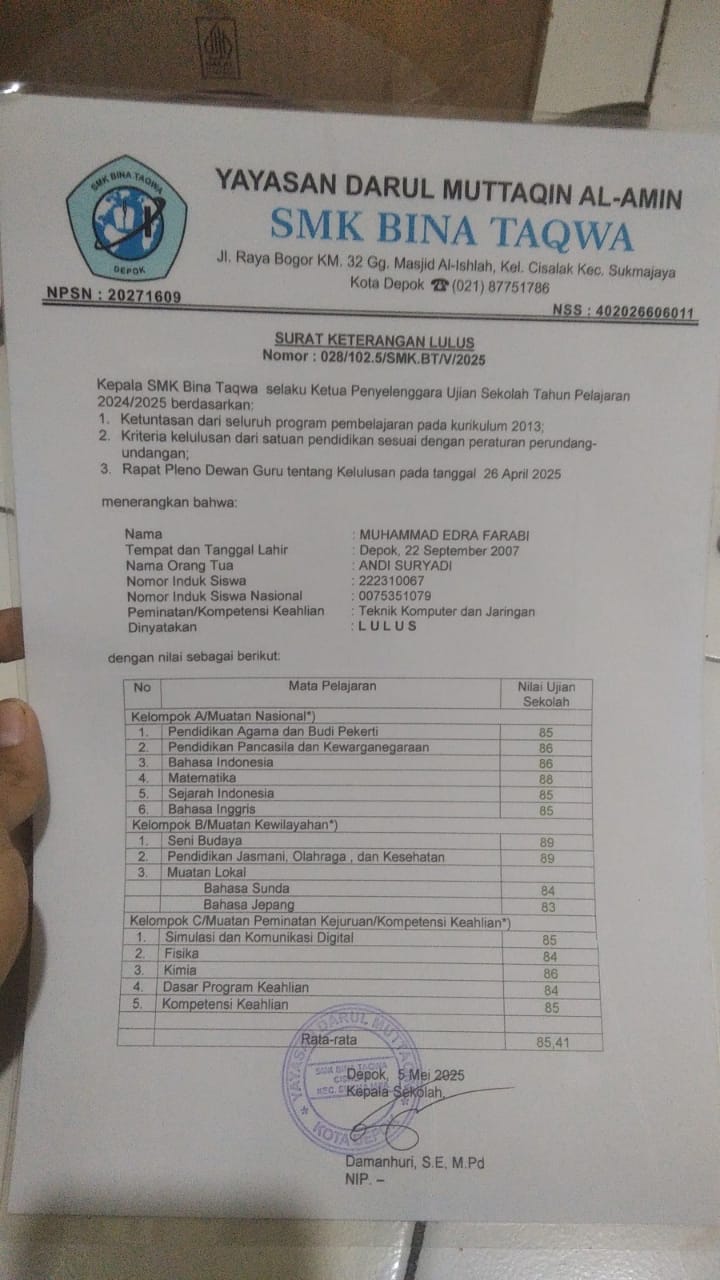 SMK BINA TAQWA
DEPOK
YAYASAN DARUL MUTTAQIN AL-AMIN
SMK BINA TAQWA
Jl. Raya Bogor KM. 32 Gg. Masjid Al-Ishlah, Kel. Cisalak Kec. Sukmajaya
Kota Depok ☎ (021) 87751786
NPSN : 20271609
NSS : 402026606011
SURAT KETERANGAN LULUS
Nomor : 028/102.5/SMK.BT/V/2025
Kepala SMK Bina Taqwa selaku Ketua Penyelenggara Ujian Sekolah Tahun Pelajaran
2024/2025 berdasarkan:
1. Ketuntasan dari seluruh program pembelajaran pada kurikulum 2013;
2. Kriteria kelulusan dari satuan pendidikan sesuai dengan peraturan perundang-
undangan;
3. Rapat Pleno Dewan Guru tentang Kelulusan pada tanggal 26 April 2025
menerangkan bahwa:
Nama : MUHAMMAD EDRA FARABI
Tempat dan Tanggal Lahir : Depok, 22 September 2007
Nama Orang Tua : ANDI SURYADI
Nomor Induk Siswa : 222310067
Nomor Induk Siswa Nasional : 0075351079
Peminatan/Kompetensi Keahlian : Teknik Komputer dan Jaringan
Dinyatakan : L U L U S
dengan nilai sebagai berikut:
No Mata Pelajaran Nilai Ujian
Sekolah
Kelompok A/Muatan Nasional*)
1. Pendidikan Agama dan Budi Pekerti 85
2. Pendidikan Pancasila dan Kewarganegaraan 86
3. Bahasa Indonesia 86
4. Matematika 88
5. Sejarah Indonesia 85
6. Bahasa Inggris 85
Kelompok B/Muatan Kewilayahan*)
1. Seni Budaya 89
2. Pendidikan Jasmani, Olahraga , dan Kesehatan 89
3. Muatan Lokal
Bahasa Sunda 84
Bahasa Jepang 83
Kelompok C/Muatan Peminatan Kejuruan/Kompetensi Keahlian*)
1. Simulasi dan Komunikasi Digital 85
2. Fisika 84
3. Kimia 86
4. Dasar Program Keahlian 84
5. Kompetensi Keahlian 85
Rata-rata 85,41
YAYASAN DARUL MUTTAQIN
SMK BINA TAQWA
KOTA DEPOK
Depok, 5 Mei 2025
Kepala Sekolah,
Damanhuri, S.E, M.Pd
NIP. –